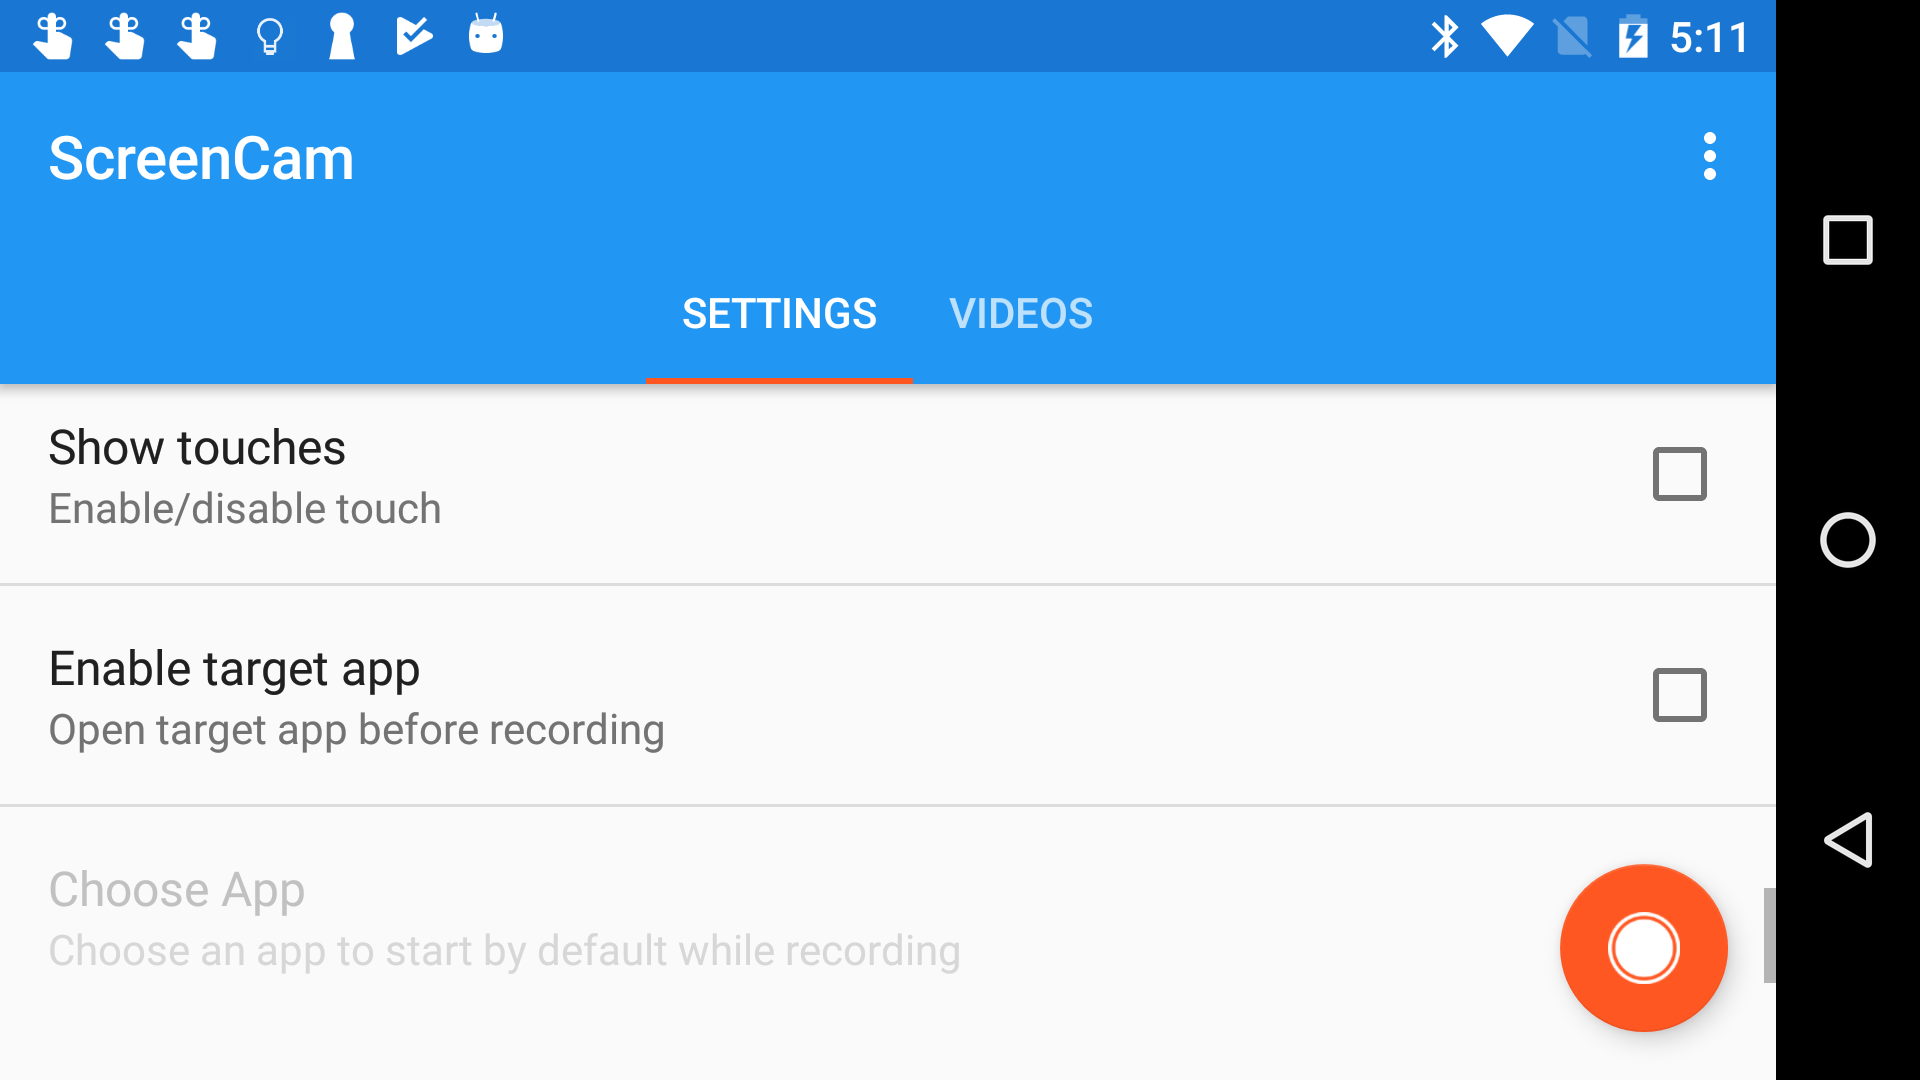 5:11
ScreenCam
SETTINGS VIDEOS
Show touches
Enable/disable touch
Enable target app
Open target app before recording
Choose App
Choose an app to start by default while recording